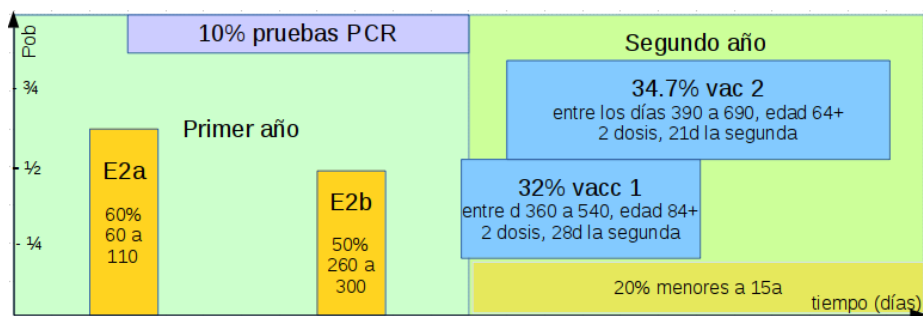 Pob
10% pruebas PCR
Segundo año
¾
34.7% vac 2
entre los días 390 a 690, edad 64+
2 dosis, 21d la segunda
Primer año
½
E2a
60%
60 a
110
E2b
50%
260 a
300
32% vacc 1
entre d 360 a 540, edad 84+
2 dosis, 28d la segunda
¼
20% menores a 15a
tiempo (días)